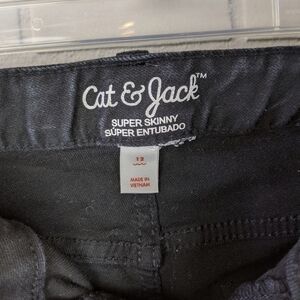 Cat & Jack™
SUPER SKINNY
SÚPER ENTUBADO
12
MADE IN
VIETNAM